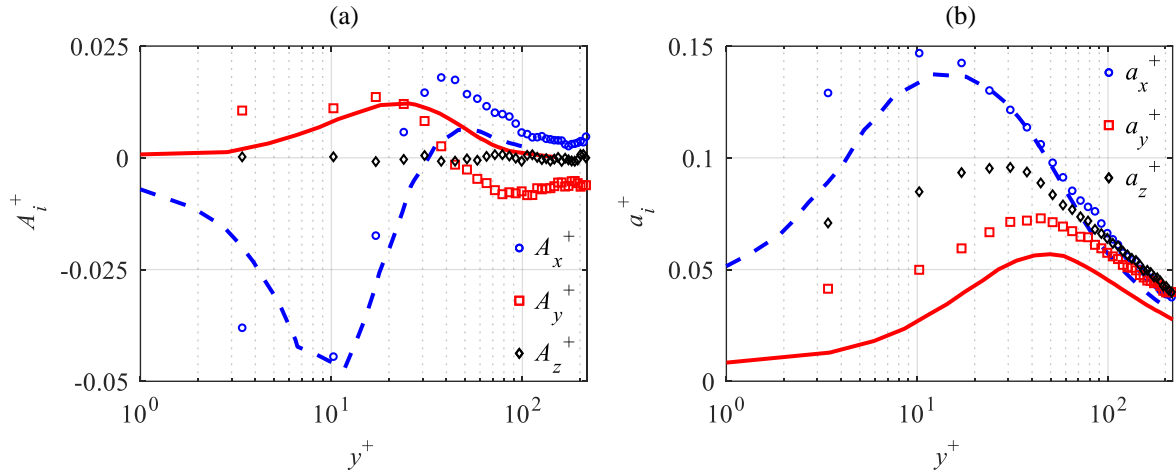 (a)
0.025
0
-0.025
-0.05
A_i^+
10^0
10^1
10^2
y^+
A_x^+
A_y^+
A_z^+
(b)
0.15
0.1
0.05
0
a_i^+
10^0
10^1
10^2
y^+
a_x^+
a_y^+
a_z^+